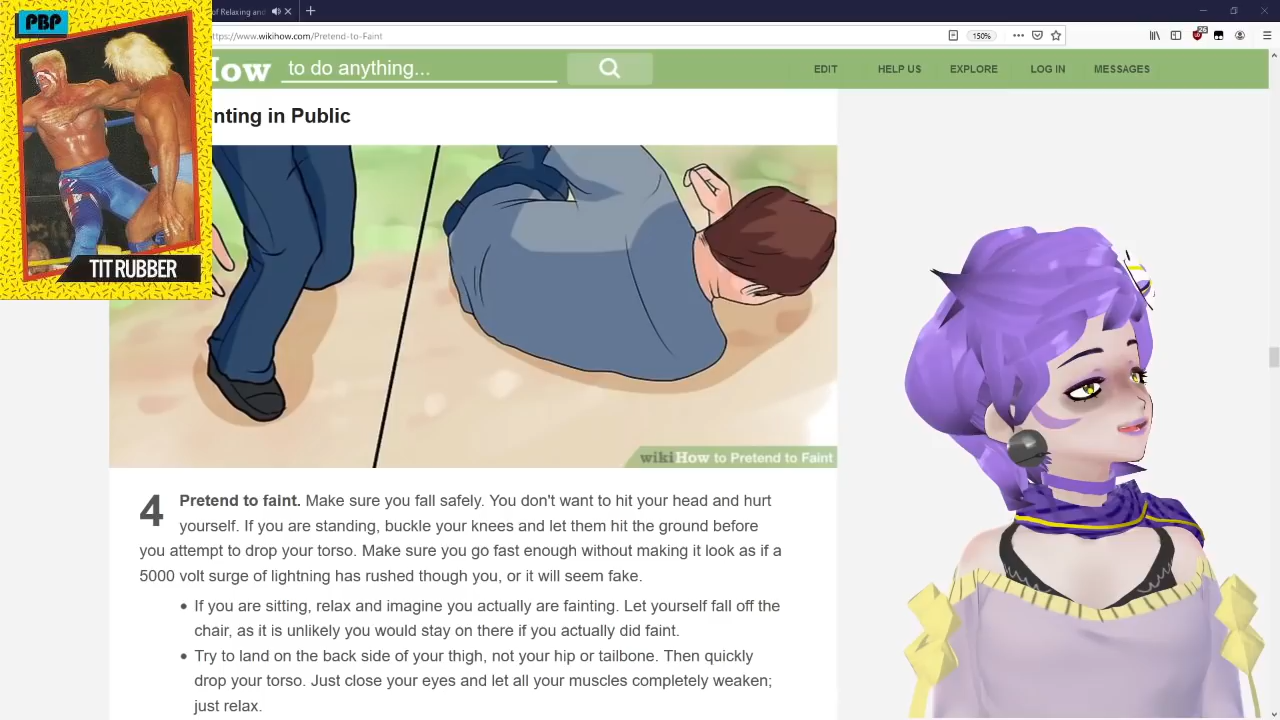 PBP
of Relaxing and
ttps://www.wikihow.com/Pretend-to-Faint
150%
26
How
to do anything...
EDIT
HELP US
EXPLORE
LOG IN
MESSAGES
nting in Public
TIT RUBBER
wikiHow to Pretend to Faint
4 Pretend to faint. Make sure you fall safely. You don't want to hit your head and hurt
yourself. If you are standing, buckle your knees and let them hit the ground before
you attempt to drop your torso. Make sure you go fast enough without making it look as if a
5000 volt surge of lightning has rushed though you, or it will seem fake.
• If you are sitting, relax and imagine you actually are fainting. Let yourself fall off the
chair, as it is unlikely you would stay on there if you actually did faint.
• Try to land on the back side of your thigh, not your hip or tailbone. Then quickly
drop your torso. Just close your eyes and let all your muscles completely weaken;
just relax.